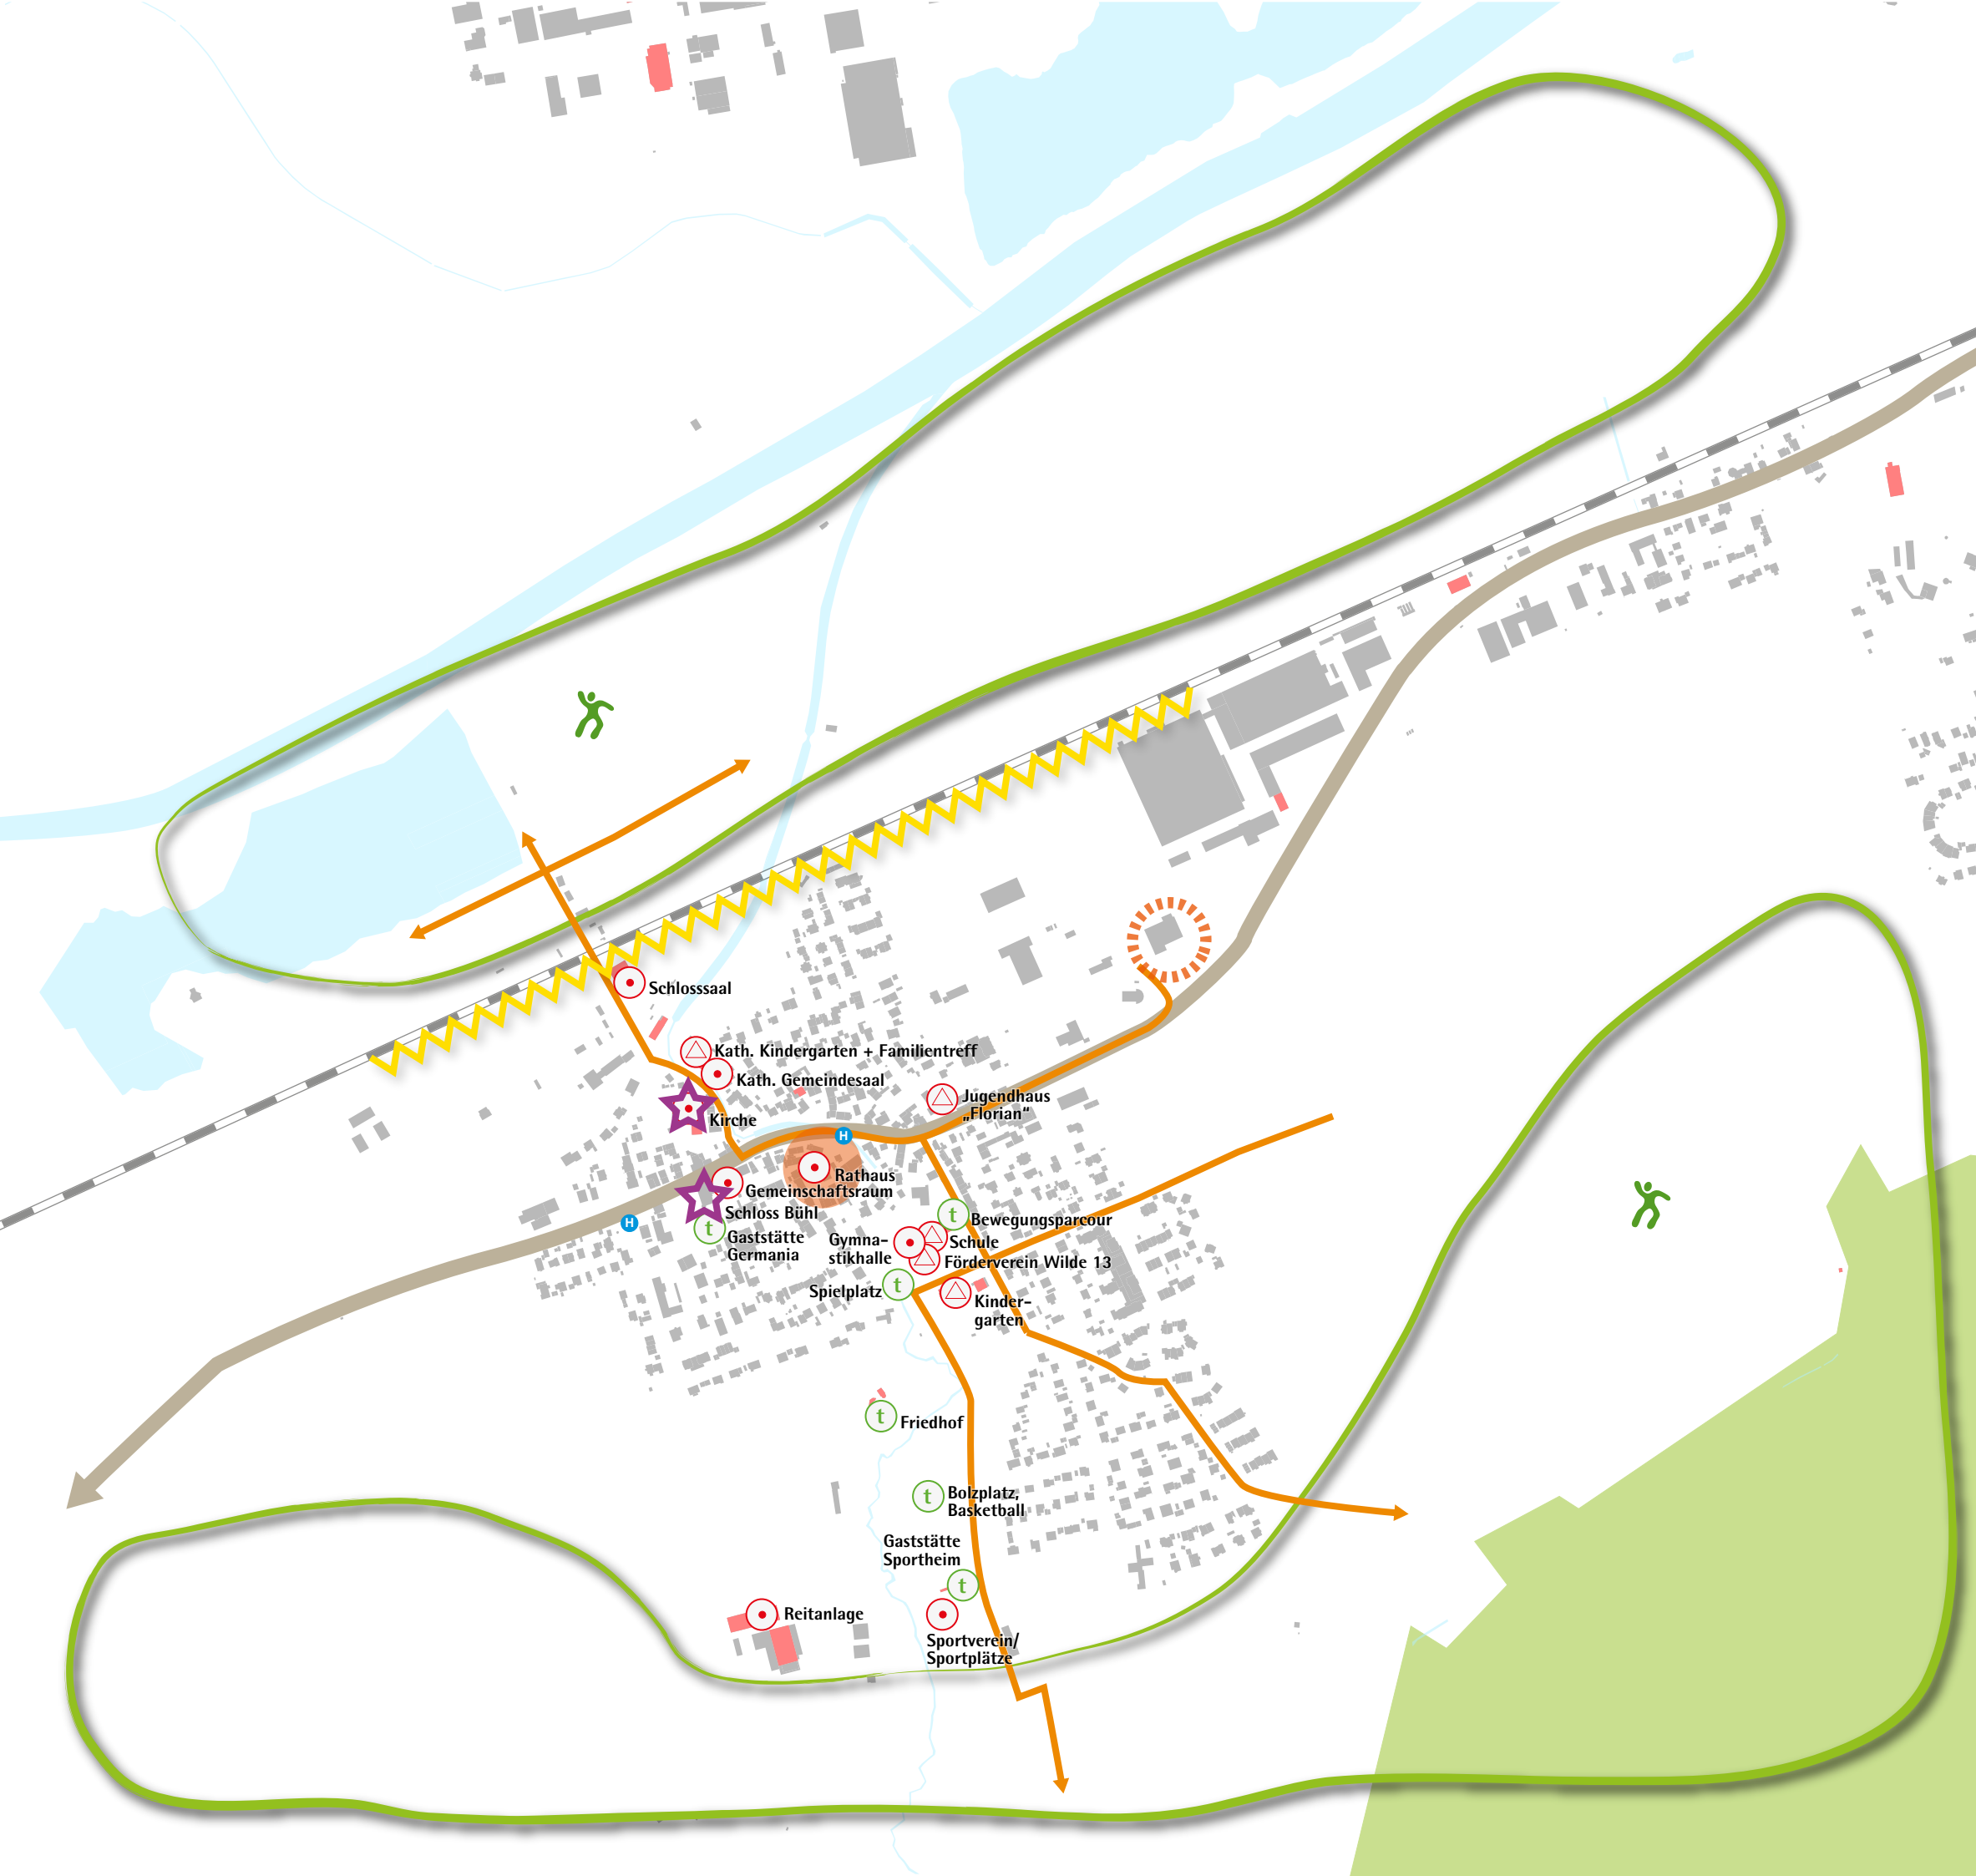 Schlosssaal
Kath. Kindergarten + Familientreff
Kath. Gemeindesaal
Jugendhaus
„Florian“
Kirche
H
Rathaus
Gemeinschaftsraum
Schloss Bühl
H
t
Gaststätte
Germania
t
Bewegungsparcour
Gymna-
stikhalle
Schule
Förderverein Wilde 13
Spielplatz
t
Kinder-
garten
t
Friedhof
t
Bolzplatz,
Basketball
Gaststätte
Sportheim
t
Reitanlage
Sportverein/
Sportplätze